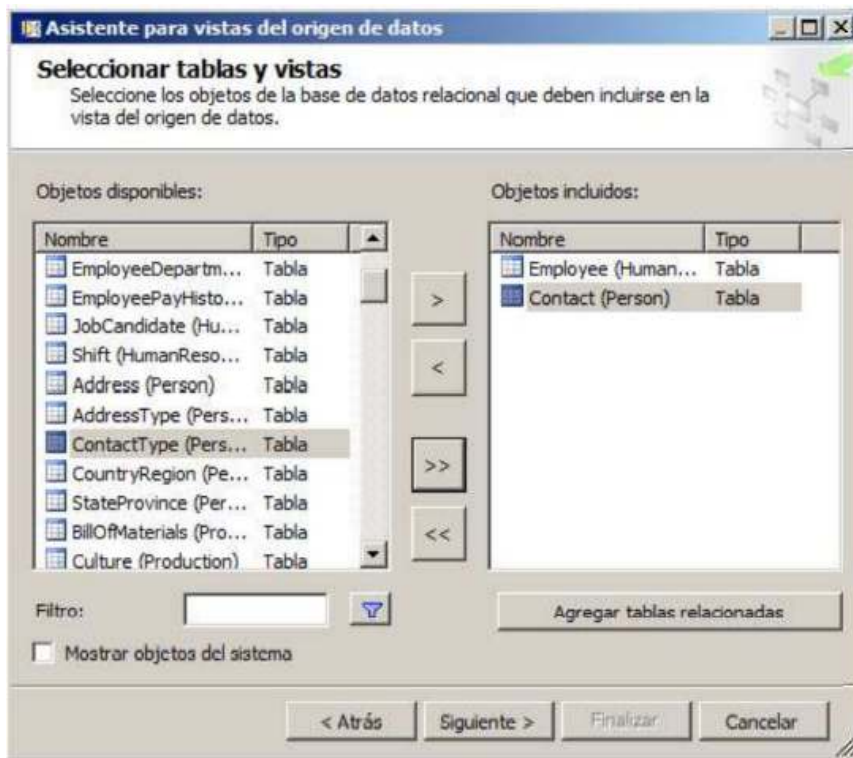 Asistente para vistas del origen de datos
Seleccionar tablas y vistas
Seleccione los objetos de la base de datos relacional que deben incluirse en la
vista del origen de datos.
Objetos disponibles:
Nombre Tipo
EmployeeDepartm... Tabla
EmployeePayHisto... Tabla
JobCandidate (Hu... Tabla
Shift (HumanReso... Tabla
Address (Person) Tabla
AddressType (Pers... Tabla
ContactType (Pers... Tabla
CountryRegion (Pe... Tabla
StateProvince (Per... Tabla
BillOfMaterials (Pro... Tabla
Culture (Production) Tabla
>
<
>>
<<
Objetos incluidos:
Nombre Tipo
Employee (Human... Tabla
Contact (Person) Tabla
Filtro:
Agregar tablas relacionadas
Mostrar objetos del sistema
< Atrás Siguiente > Finalizar Cancelar